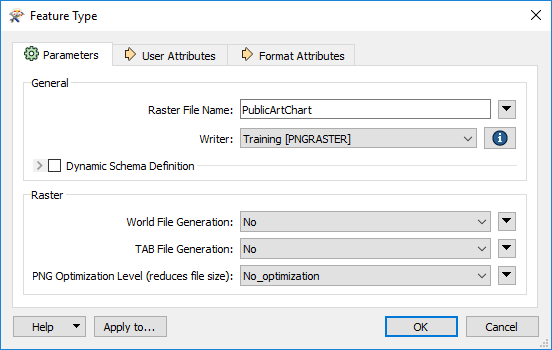 Feature Type
Parameters User Attributes Format Attributes
General
Raster File Name: PublicArtChart
Writer: Training [PNGRASTER]
Dynamic Schema Definition
Raster
World File Generation: No
TAB File Generation: No
PNG Optimization Level (reduces file size): No_optimization
Help Apply to... OK Cancel